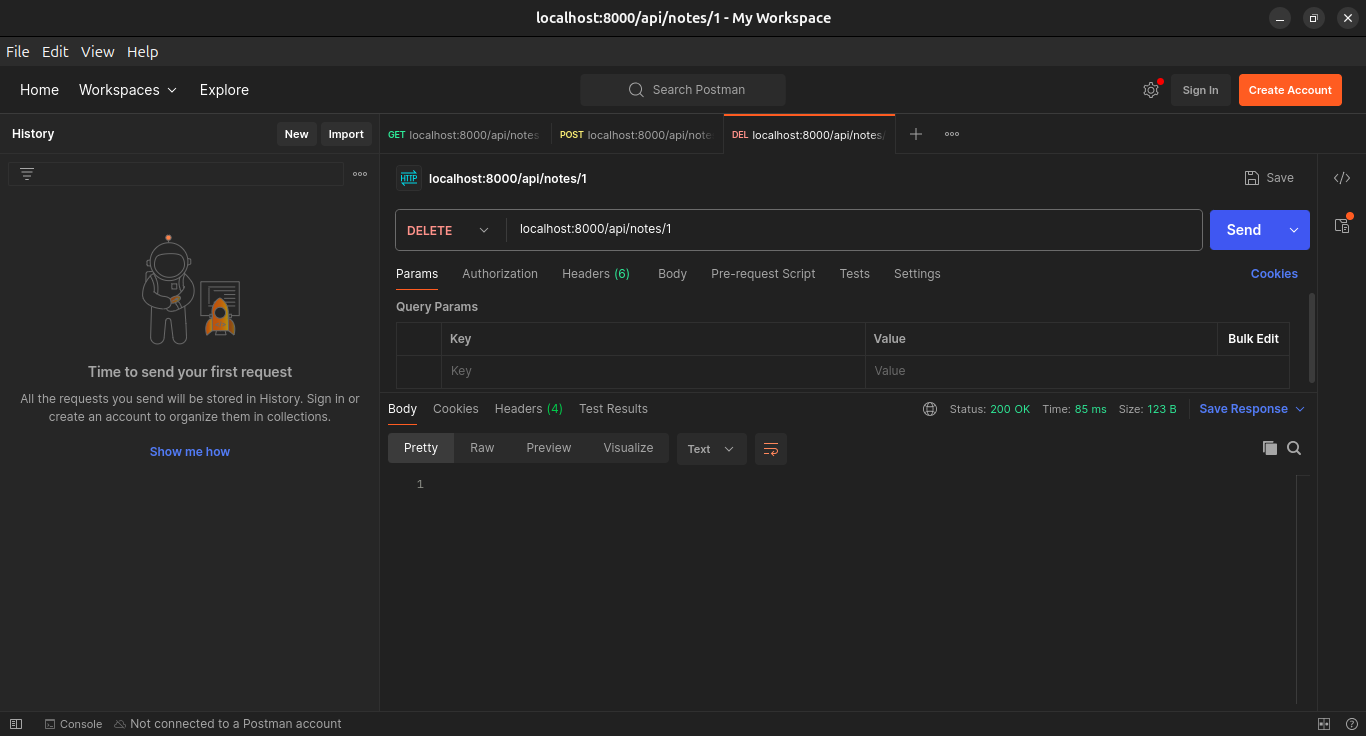 localhost:8000/api/notes/1 - My Workspace
File Edit View Help
Home Workspaces Explore Search Postman Sign In Create Account
History New Import
GET localhost:8000/api/notes POST localhost:8000/api/note DEL localhost:8000/api/notes/
HTTP localhost:8000/api/notes/1 Save
DELETE localhost:8000/api/notes/1 Send
Params Authorization Headers (6) Body Pre-request Script Tests Settings Cookies
Query Params
Key Value Bulk Edit
Key Value
Time to send your first request
All the requests you send will be stored in History. Sign in or
create an account to organize them in collections.
Show me how
Body Cookies Headers (4) Test Results Status: 200 OK Time: 85 ms Size: 123 B Save Response
Pretty Raw Preview Visualize Text
1
Console Not connected to a Postman account